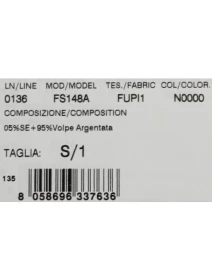 LN/LINE MOD/MODEL TES./FABRIC COL/COLOR.
0136 FS148A FUPI1 N0000
COMPOSIZIONE/COMPOSITION
05%SE+95%Volpe Argentata
TAGLIA: S/1
135
8 058696 337636